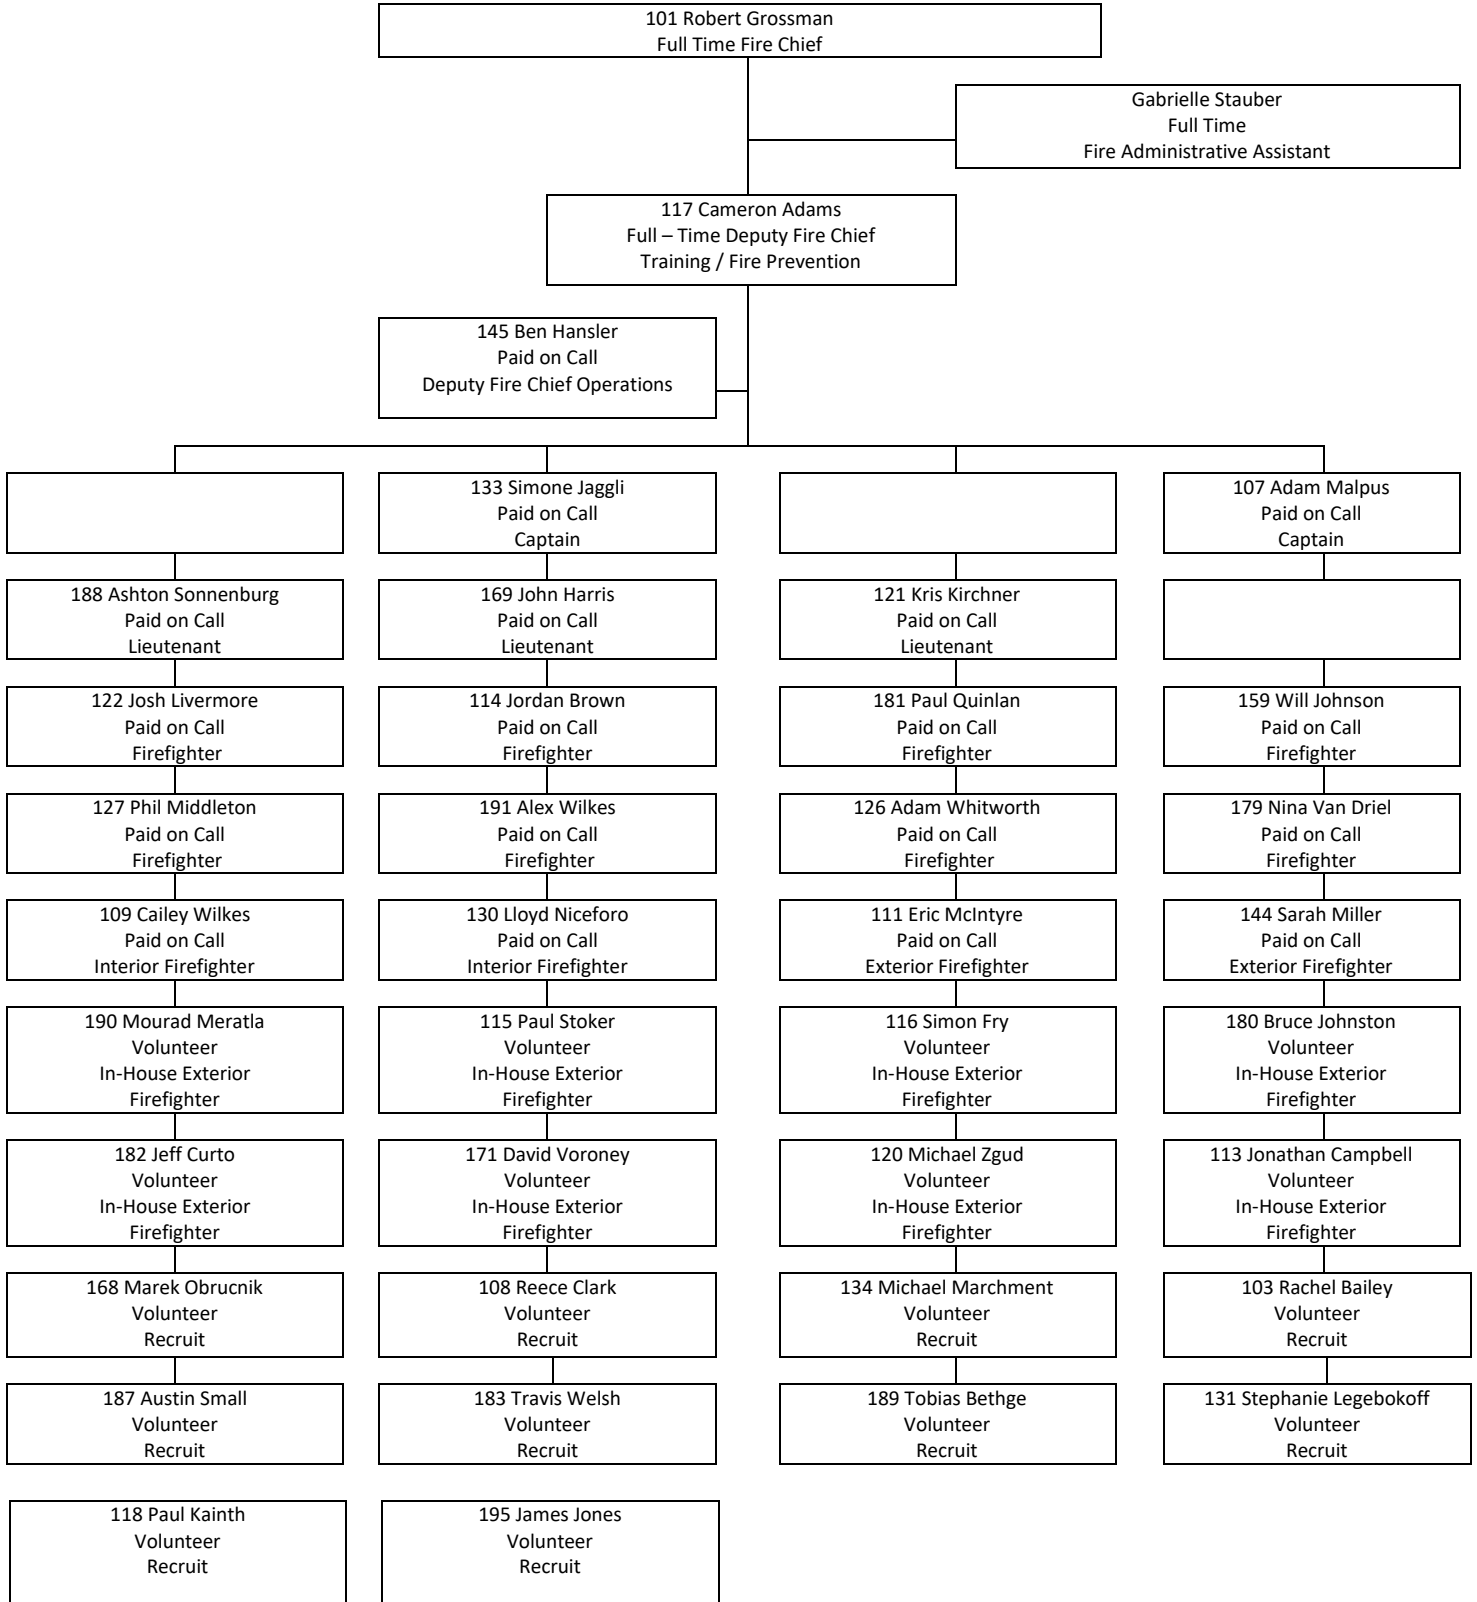 101 Robert Grossman
Full Time Fire Chief
Gabrielle Stauber
Full Time
Fire Administrative Assistant
117 Cameron Adams
Full – Time Deputy Fire Chief
Training / Fire Prevention
145 Ben Hansler
Paid on Call
Deputy Fire Chief Operations
133 Simone Jaggli
Paid on Call
Captain
107 Adam Malpus
Paid on Call
Captain
188 Ashton Sonnenburg
Paid on Call
Lieutenant
169 John Harris
Paid on Call
Lieutenant
121 Kris Kirchner
Paid on Call
Lieutenant
122 Josh Livermore
Paid on Call
Firefighter
114 Jordan Brown
Paid on Call
Firefighter
181 Paul Quinlan
Paid on Call
Firefighter
159 Will Johnson
Paid on Call
Firefighter
127 Phil Middleton
Paid on Call
Firefighter
191 Alex Wilkes
Paid on Call
Firefighter
126 Adam Whitworth
Paid on Call
Firefighter
179 Nina Van Driel
Paid on Call
Firefighter
109 Cailey Wilkes
Paid on Call
Interior Firefighter
130 Lloyd Niceforo
Paid on Call
Interior Firefighter
111 Eric McIntyre
Paid on Call
Exterior Firefighter
144 Sarah Miller
Paid on Call
Exterior Firefighter
190 Mourad Meratla
Volunteer
In-House Exterior
Firefighter
115 Paul Stoker
Volunteer
In-House Exterior
Firefighter
116 Simon Fry
Volunteer
In-House Exterior
Firefighter
180 Bruce Johnston
Volunteer
In-House Exterior
Firefighter
182 Jeff Curto
Volunteer
In-House Exterior
Firefighter
171 David Voroney
Volunteer
In-House Exterior
Firefighter
120 Michael Zgud
Volunteer
In-House Exterior
Firefighter
113 Jonathan Campbell
Volunteer
In-House Exterior
Firefighter
168 Marek Obrucnik
Volunteer
Recruit
108 Reece Clark
Volunteer
Recruit
134 Michael Marchment
Volunteer
Recruit
103 Rachel Bailey
Volunteer
Recruit
187 Austin Small
Volunteer
Recruit
183 Travis Welsh
Volunteer
Recruit
189 Tobias Bethge
Volunteer
Recruit
131 Stephanie Legebokoff
Volunteer
Recruit
118 Paul Kainth
Volunteer
Recruit
195 James Jones
Volunteer
Recruit